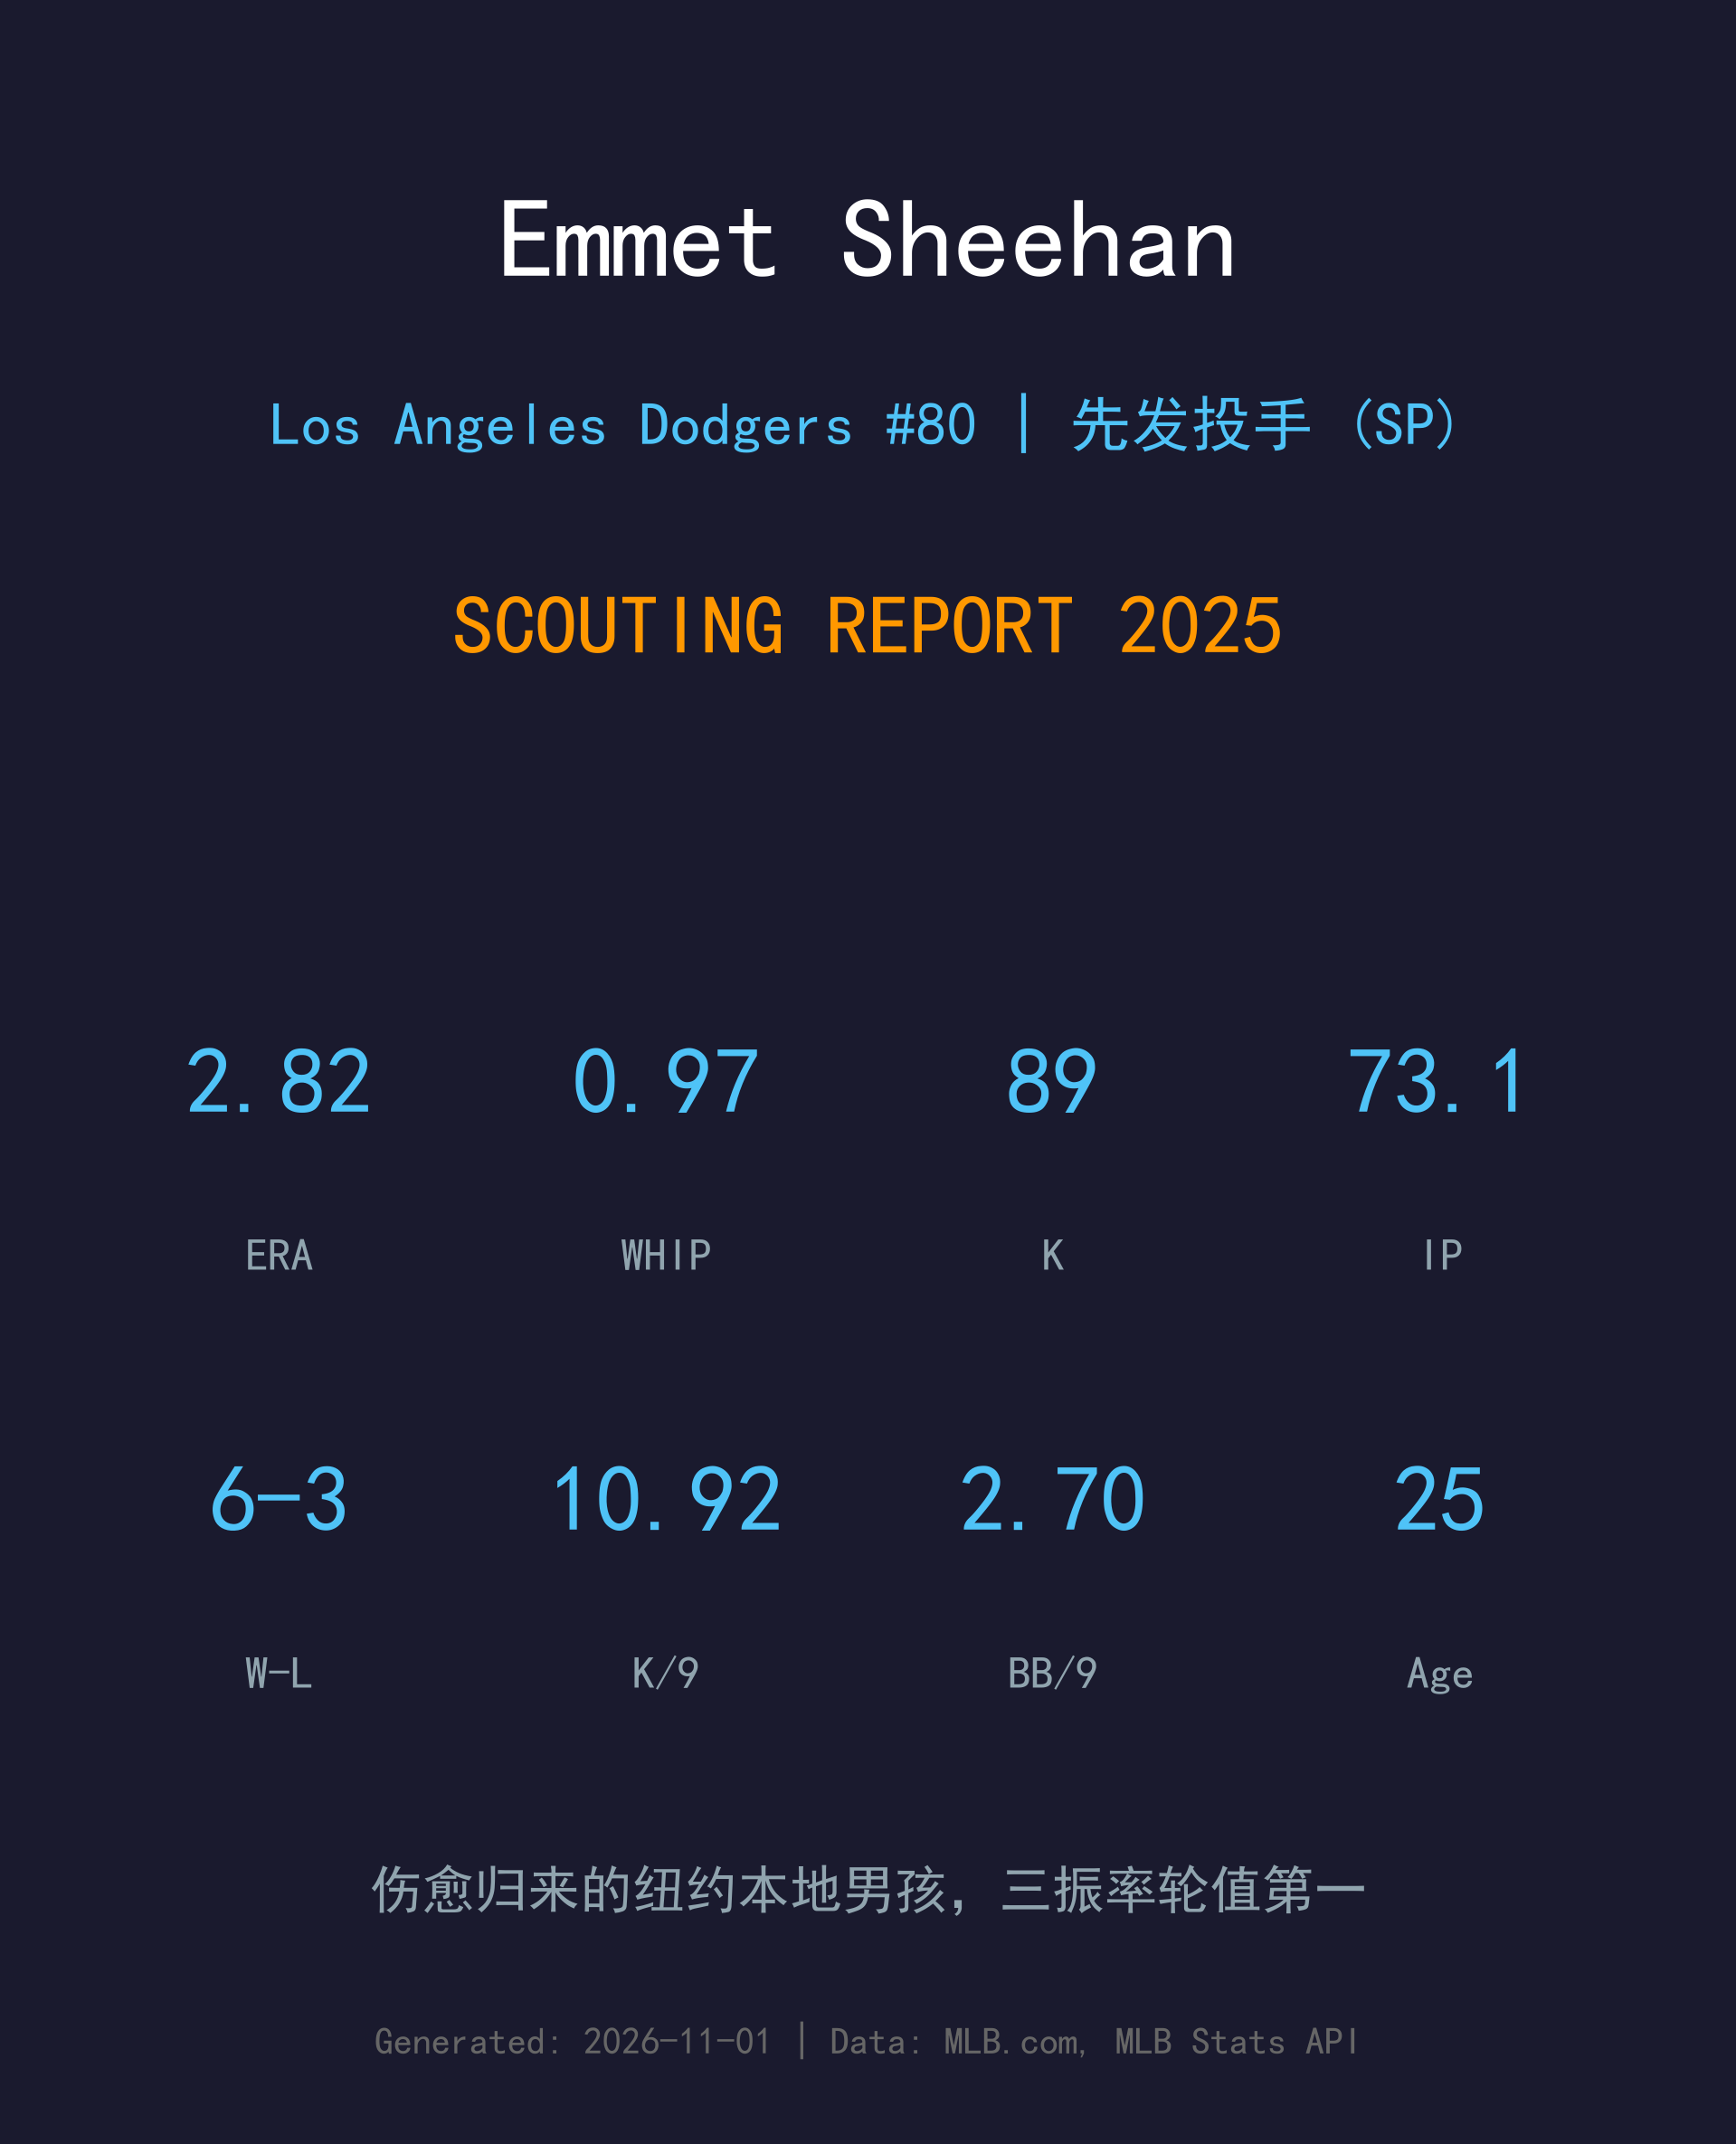 Emmet Sheehan
Los Angeles Dodgers #80 | 先发投手 (SP)
SCOUTING REPORT 2025
2.82 0.97 89 73.1
ERA WHIP K IP
6-3 10.92 2.70 25
W-L K/9 BB/9 Age
伤愈归来的纽约本地男孩, 三振率轮值第一
Generated: 2026-11-01 | Data: MLB.com, MLB Stats API